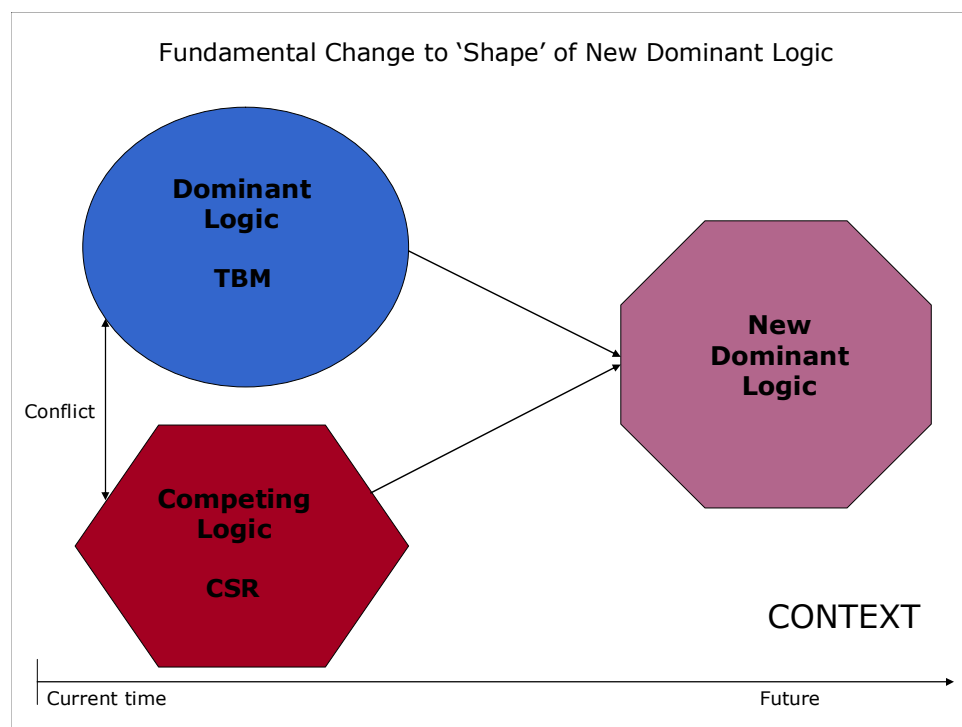 Fundamental Change to ‘Shape’ of New Dominant Logic
Dominant
Logic
TBM
New
Dominant
Logic
Conflict
Competing
Logic
CSR
CONTEXT
Current time
Future